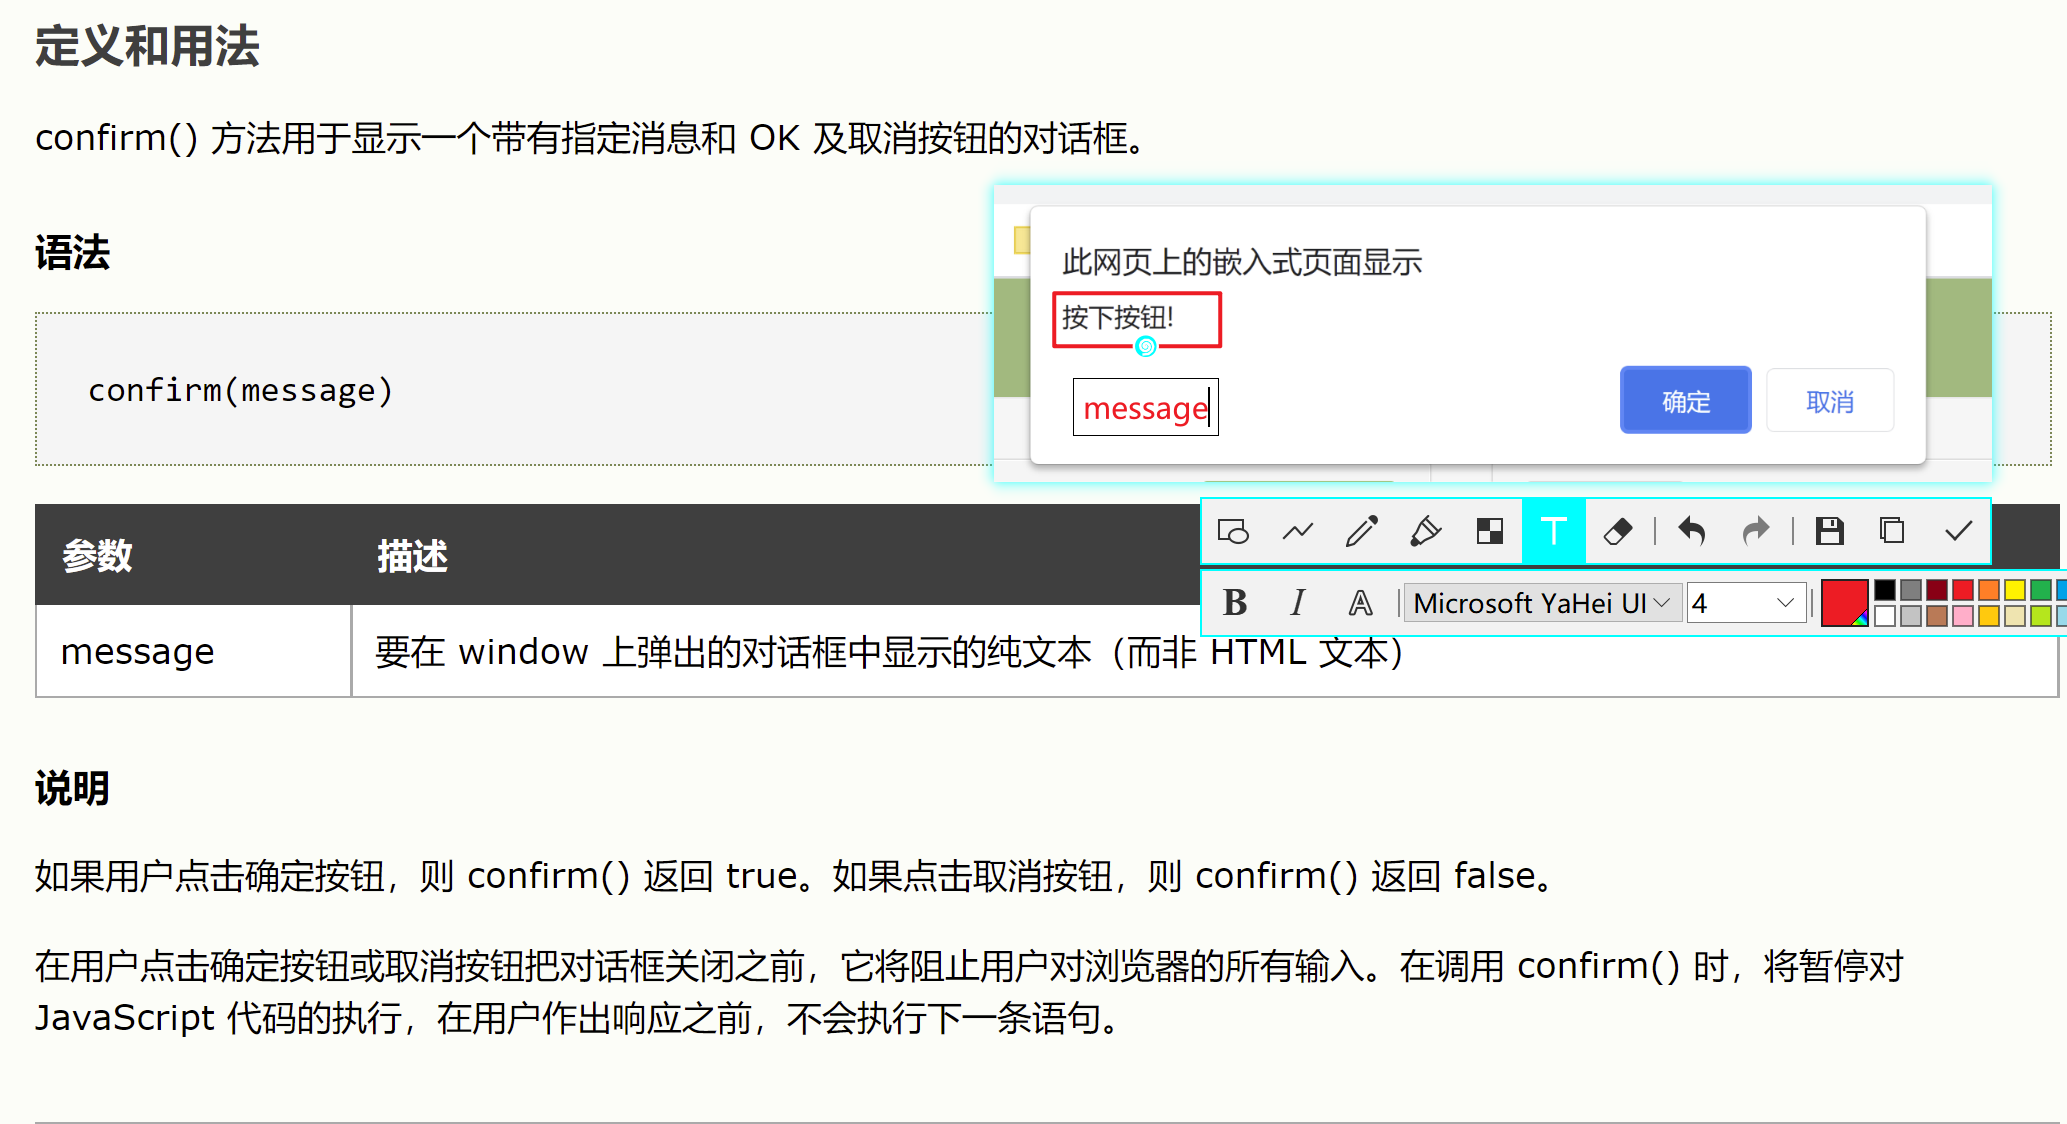 定义和用法
confirm() 方法用于显示一个带有指定消息和 OK 及取消按钮的对话框。
语法
confirm(message)
此网页上的嵌入式页面显示
按下按钮!
message
确定
取消
参数
描述
B I A Microsoft YaHei UI 4
message
要在 window 上弹出的对话框中显示的纯文本（而非 HTML 文本）
说明
如果用户点击确定按钮，则 confirm() 返回 true。如果点击取消按钮，则 confirm() 返回 false。
在用户点击确定按钮或取消按钮把对话框关闭之前，它将阻止用户对浏览器的所有输入。在调用 confirm() 时，将暂停对
JavaScript 代码的执行，在用户作出响应之前，不会执行下一条语句。